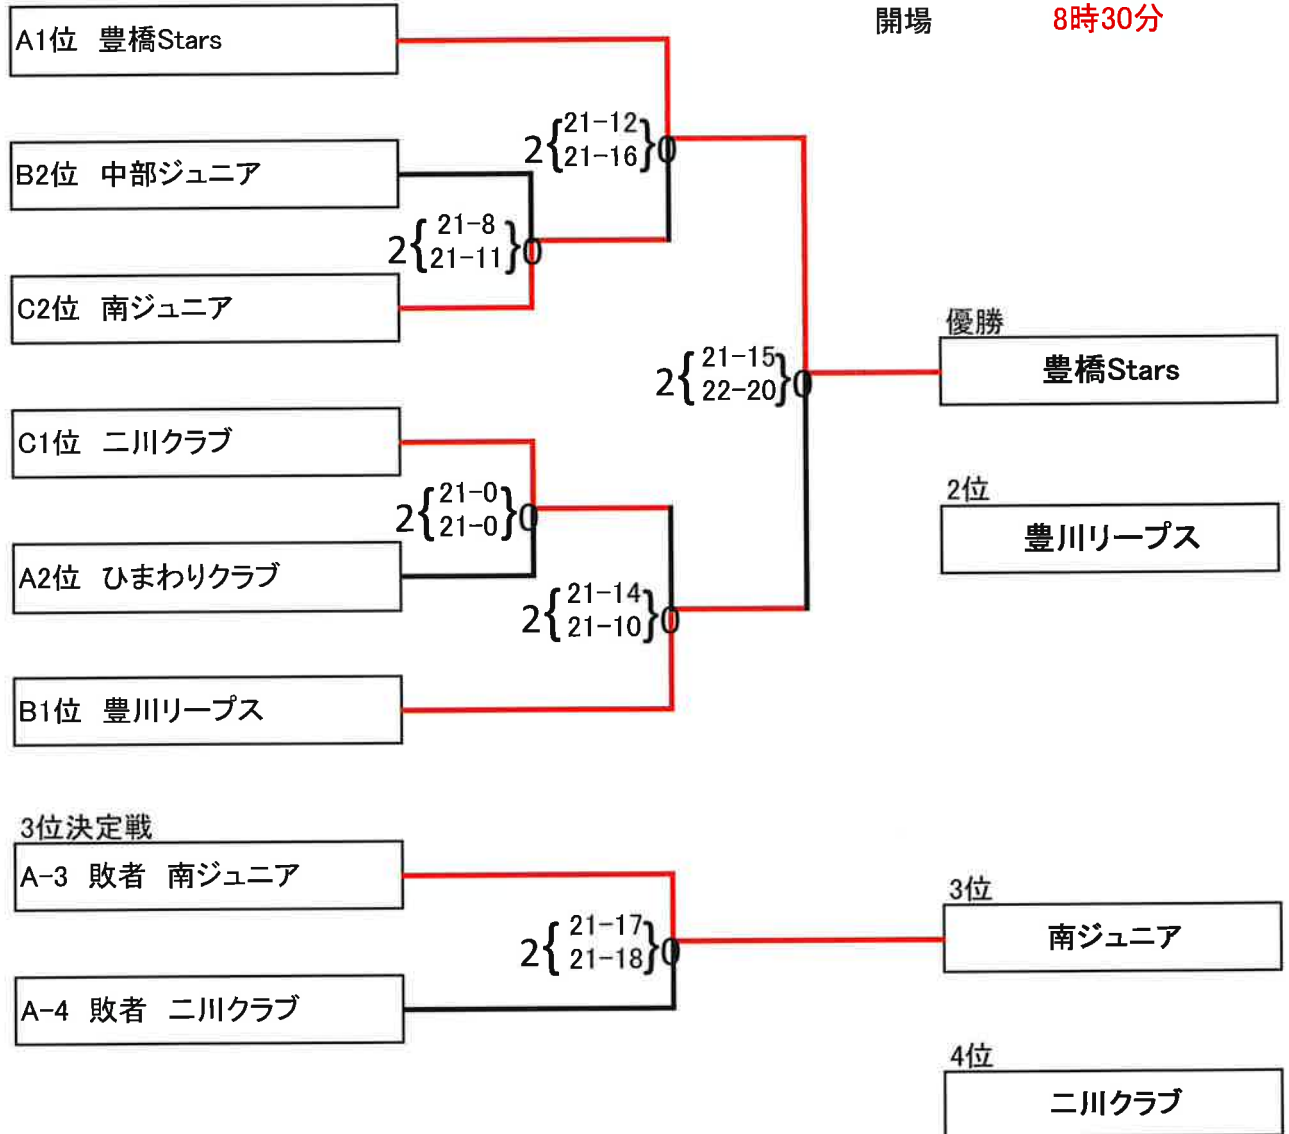 開場 8時30分
A1位 豊橋Stars
2{21-12 21-16}0
B2位 中部ジュニア
2{21-8 21-11}0
C2位 南ジュニア
優勝
豊橋Stars
2{21-15 22-20}0
C1位 二川クラブ
2{21-0 21-0}0
2位
豊川リープス
A2位 ひまわりクラブ
2{21-14 21-10}0
B1位 豊川リープス
3位決定戦
A-3 敗者 南ジュニア
2{21-17 21-18}0
3位
南ジュニア
A-4 敗者 二川クラブ
4位
二川クラブ